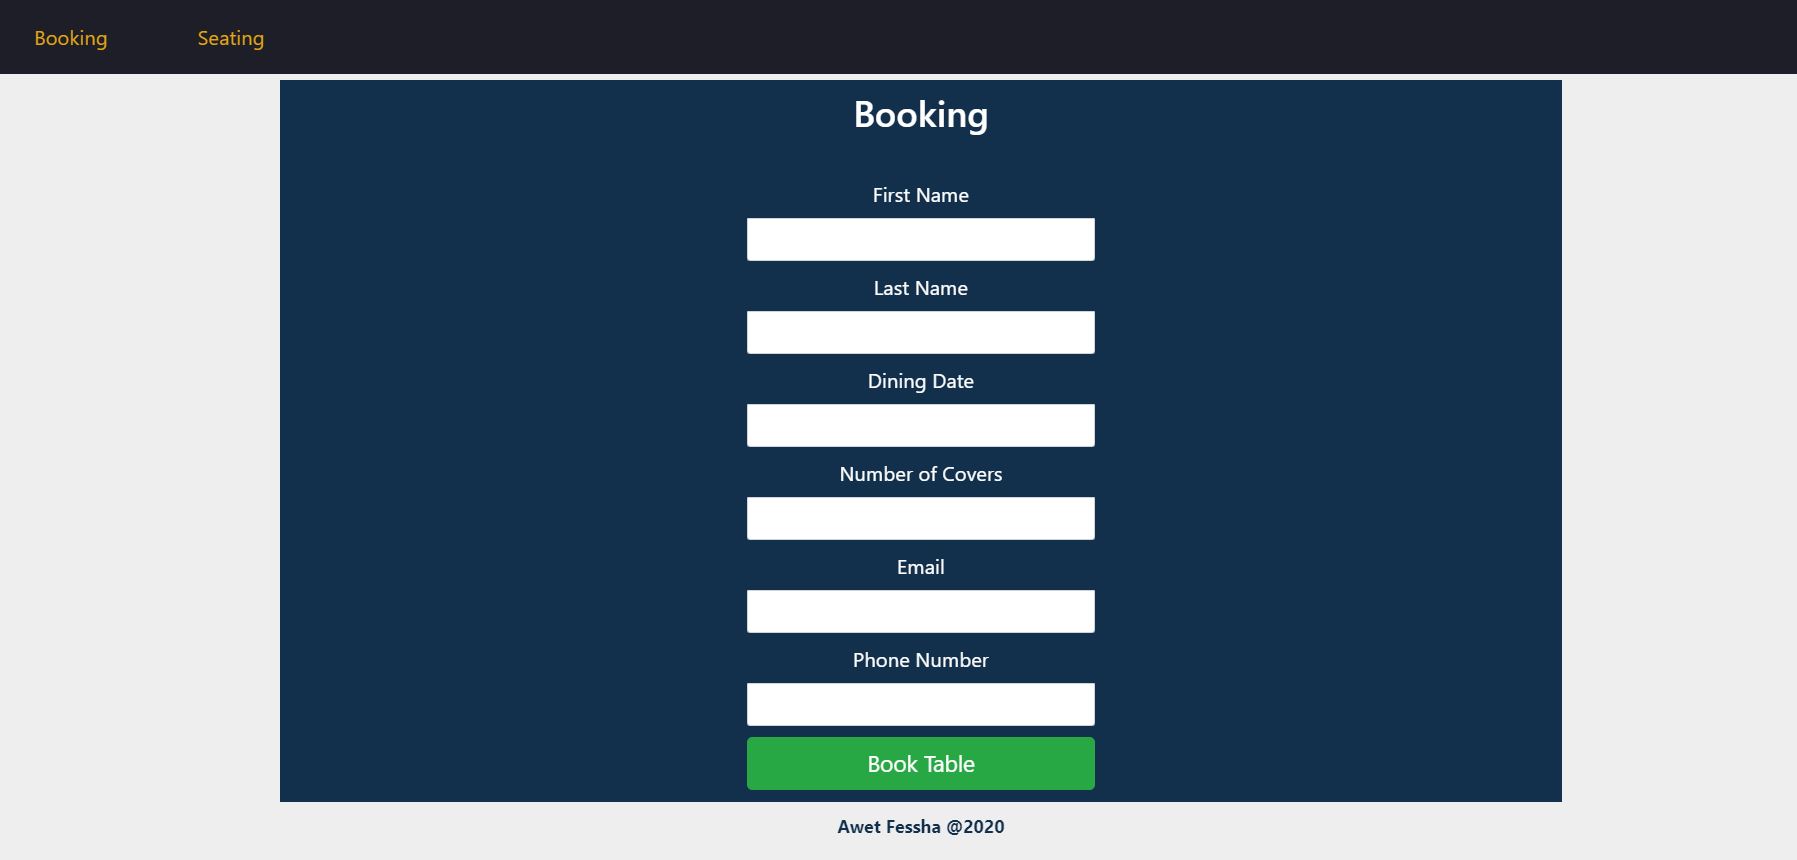 Booking Seating
Booking
First Name
Last Name
Dining Date
Number of Covers
Email
Phone Number
Book Table
Awet Fessha @2020